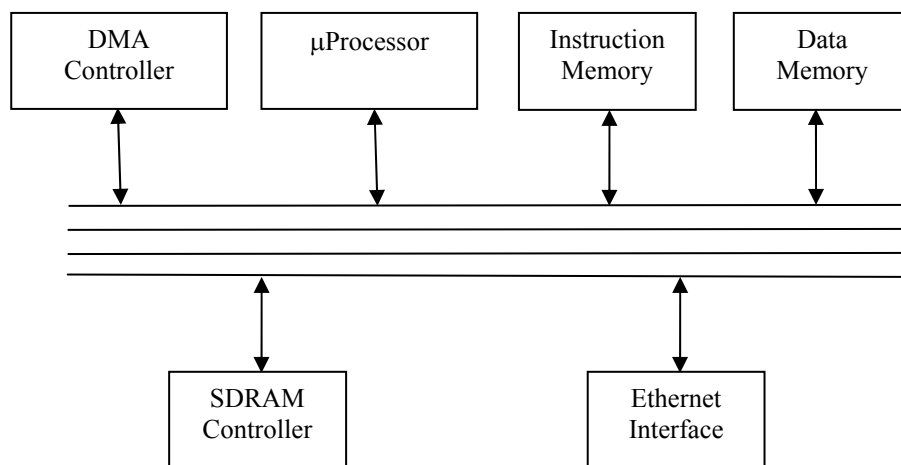 DMA
Controller
μProcessor
Instruction
Memory
Data
Memory
SDRAM
Controller
Ethernet
Interface